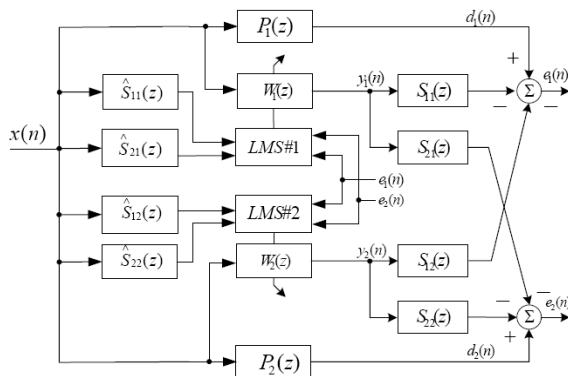 P₁(z)
d₁(n)
+
Ŝ₁₁(z)
W₁(z)
y₁(n)
S₁₁(z)
−
Σ
e₁(n)
−
x(n)
Ŝ₂₁(z)
LMS#1
S₂₁(z)
e₁(n)
e₂(n)
Ŝ₁₂(z)
LMS#2
Ŝ₂₂(z)
W₂(z)
y₂(n)
S₁₂(z)
S₂₂(z)
−
−
Σ
e₂(n)
+
P₂(z)
d₂(n)